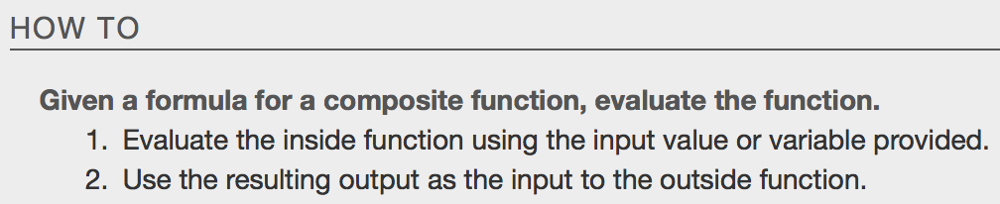 HOW TO
Given a formula for a composite function, evaluate the function.
1. Evaluate the inside function using the input value or variable provided.
2. Use the resulting output as the input to the outside function.